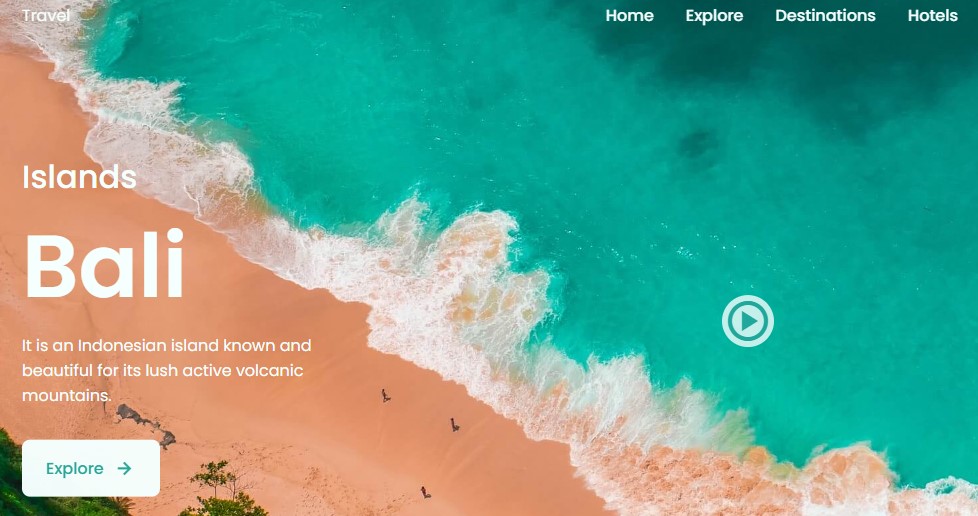 Travel
Home Explore Destinations Hotels
Islands
Bali
It is an Indonesian island known and
beautiful for its lush active volcanic
mountains.
Explore →